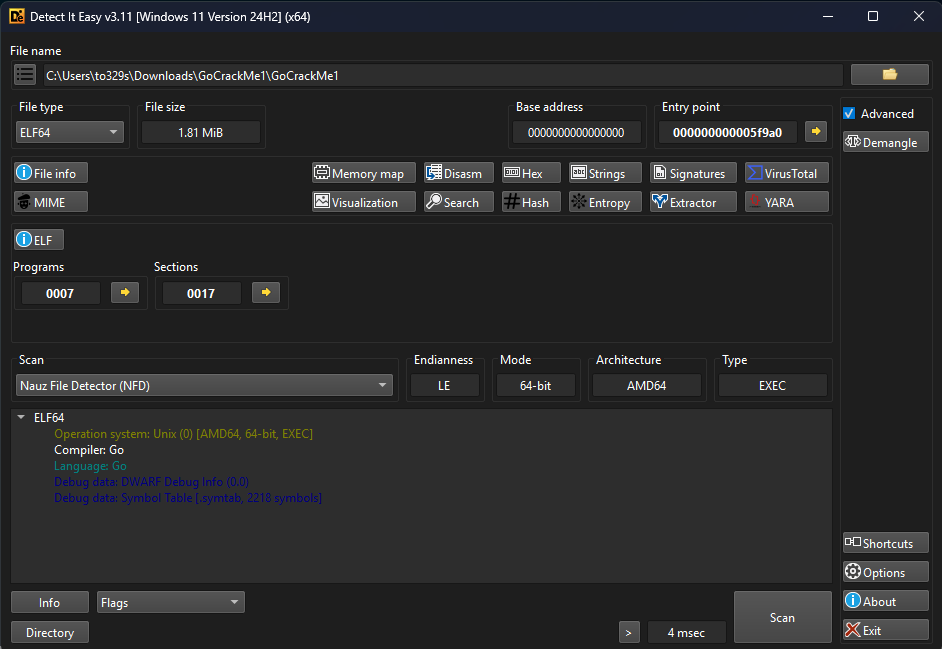 Detect It Easy v3.11 [Windows 11 Version 24H2] (x64)
File name
C:\Users\to329s\Downloads\GoCrackMe1\GoCrackMe1
File type File size Base address Entry point Advanced
ELF64 1.81 MiB 0000000000000000 000000000005f9a0
Demangle
File info Memory map Disasm Hex Strings Signatures VirusTotal
MIME Visualization Search Hash Entropy Extractor YARA
ELF
Programs Sections
0007 0017
Scan Endianness Mode Architecture Type
Nauz File Detector (NFD) LE 64-bit AMD64 EXEC
ELF64
Operation system: Unix (0) [AMD64, 64-bit, EXEC]
Compiler: Go
Language: Go
Debug data: DWARF Debug Info (0.0)
Debug data: Symbol Table [.symtab, 2218 symbols]
Shortcuts
Options
Info Flags Scan About
Directory > 4 msec Exit